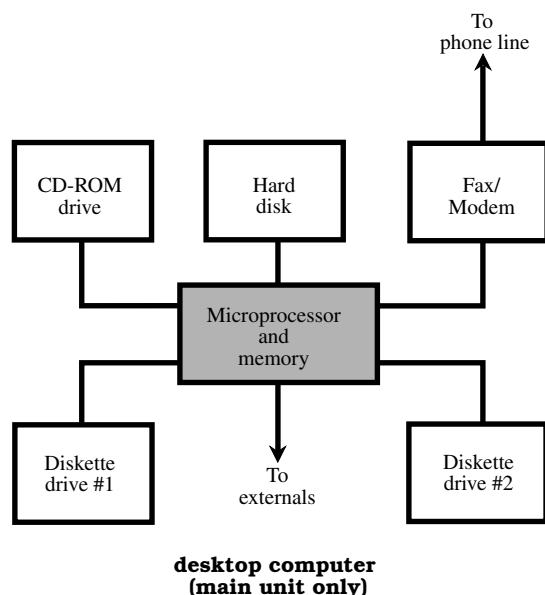 To
phone line
CD-ROM
drive
Hard
disk
Fax/
Modem
Microprocessor
and
memory
Diskette
drive #1
To
externals
Diskette
drive #2
desktop computer
(main unit only)